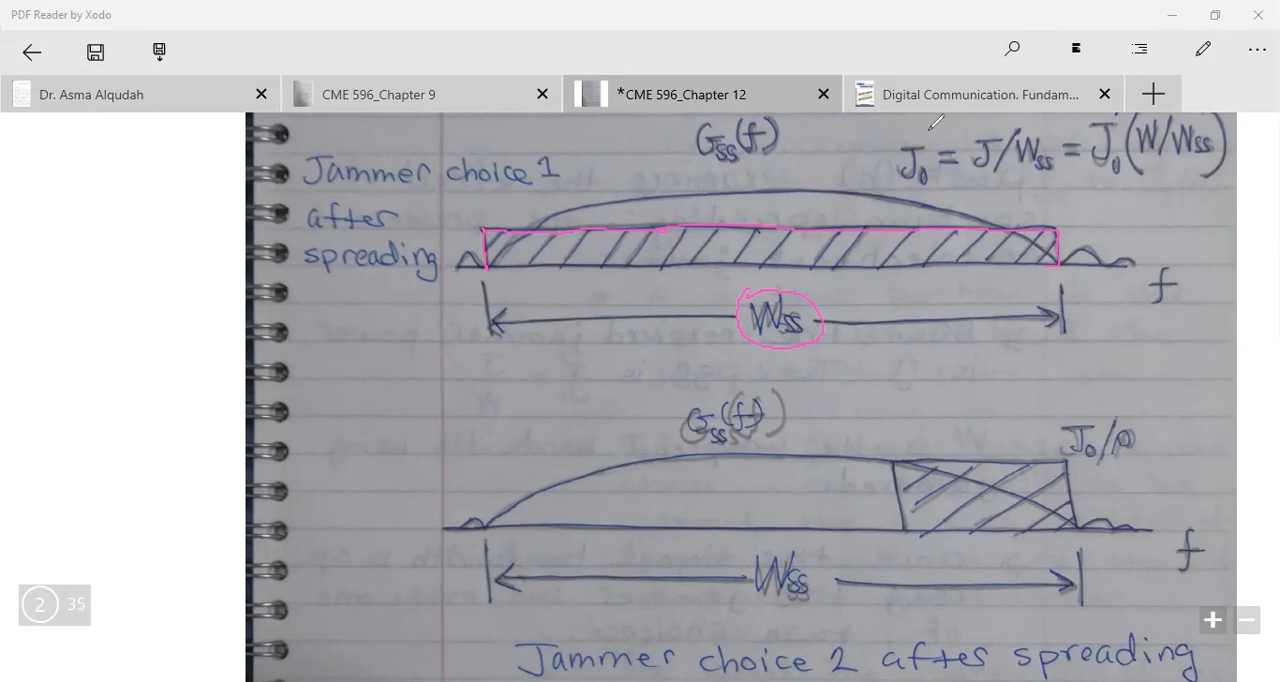 PDF Reader by Xodo
Dr. Asma Alqudah
CME 596_Chapter 9
*CME 596_Chapter 12
Digital Communication. Fundam...
Gss(f)
J₀ = J/Wss = J₀'(W/Wss)
Jammer choice 1
after
spreading
f
Wss
Gss(f)
J₀/ρ
f
Wss
2 35
Jammer choice 2 after spreading